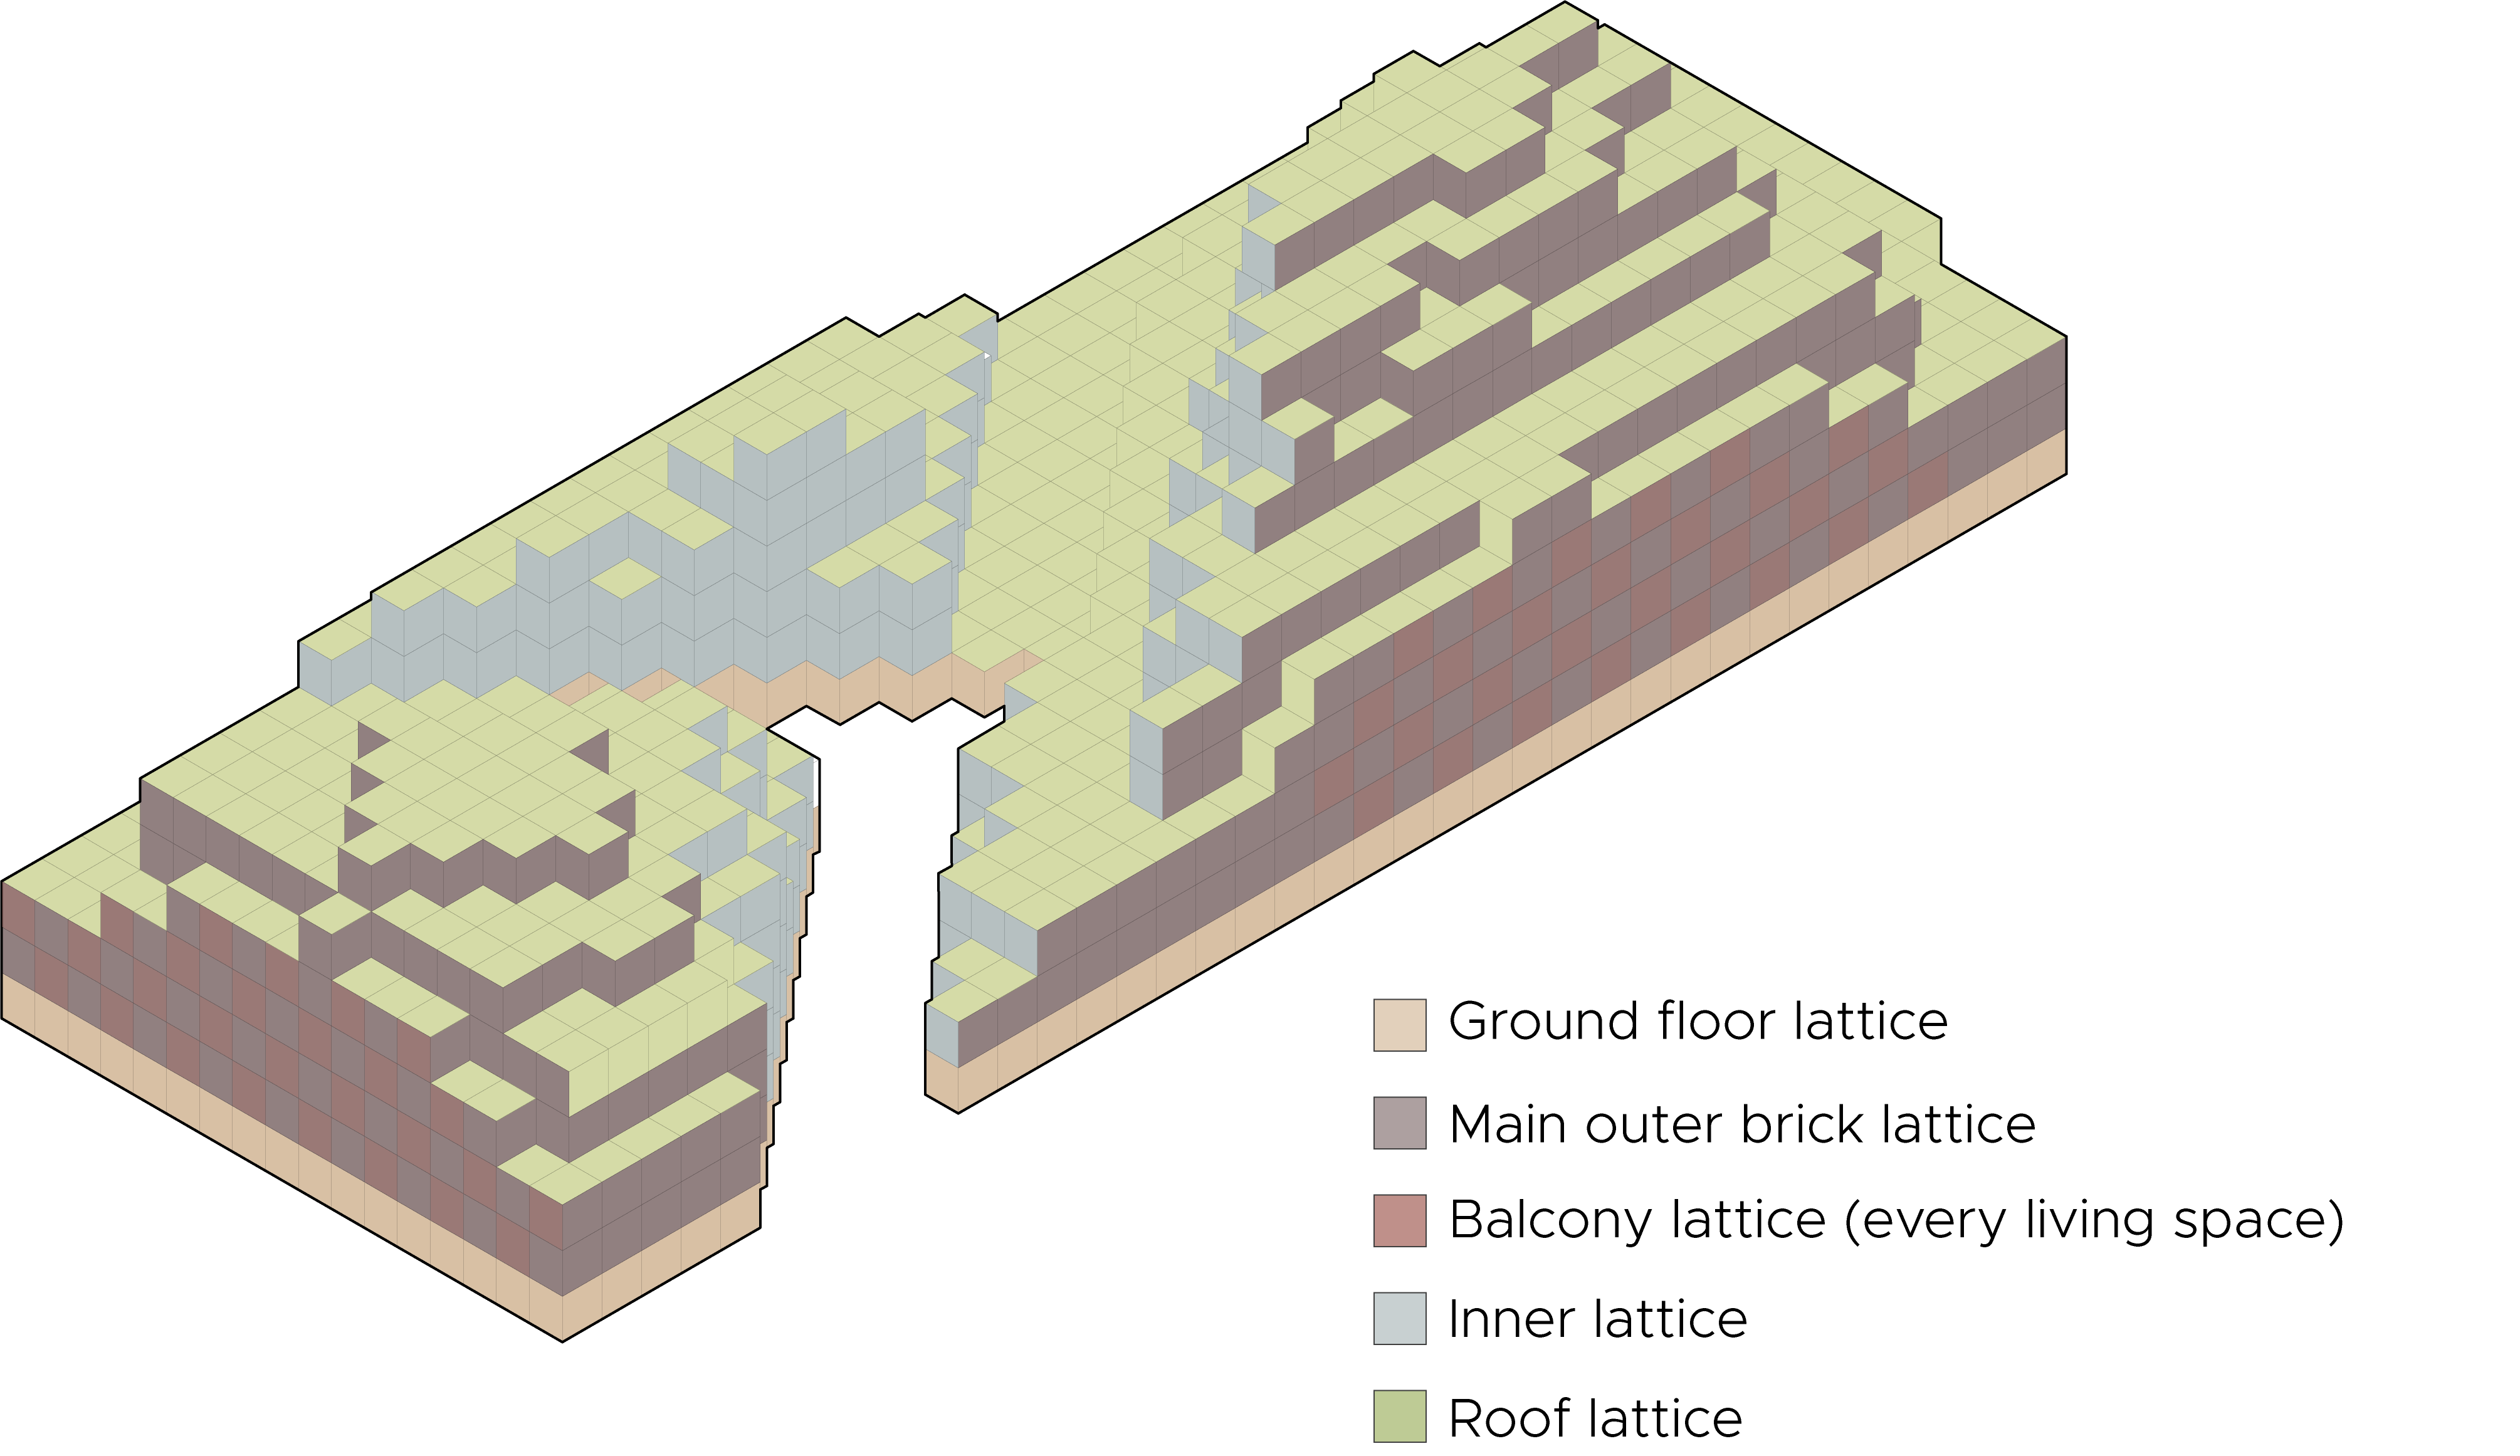 Ground floor lattice
Main outer brick lattice
Balcony lattice (every living space)
Inner lattice
Roof lattice